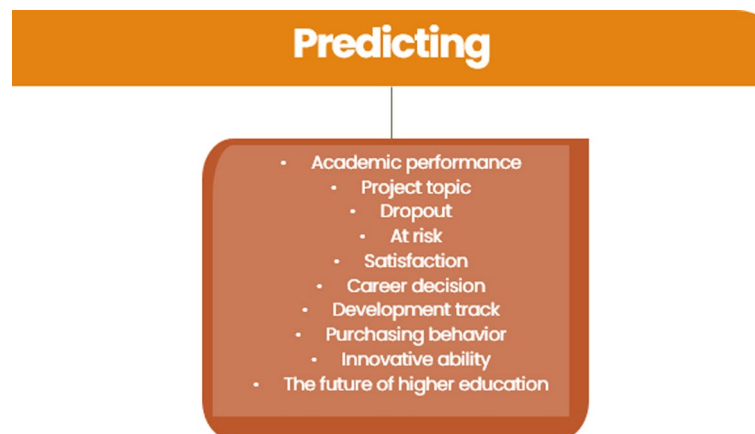 Predicting
• Academic performance
• Project topic
• Dropout
• At risk
• Satisfaction
• Career decision
• Development track
• Purchasing behavior
• Innovative ability
• The future of higher education